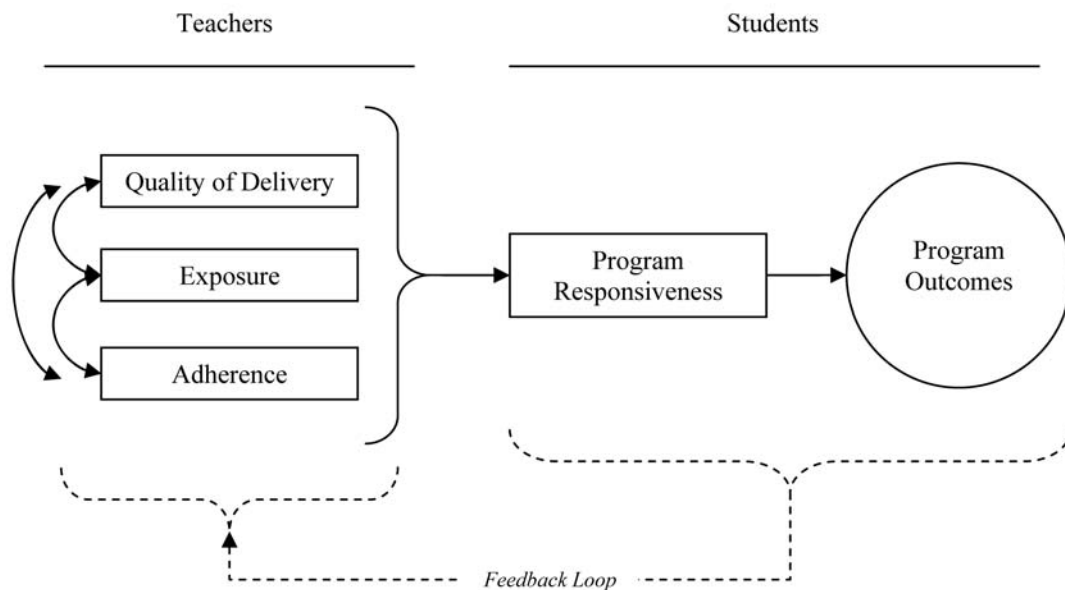 Teachers
Students
Quality of Delivery
Exposure
Adherence
Program
Responsiveness
Program
Outcomes
Feedback Loop